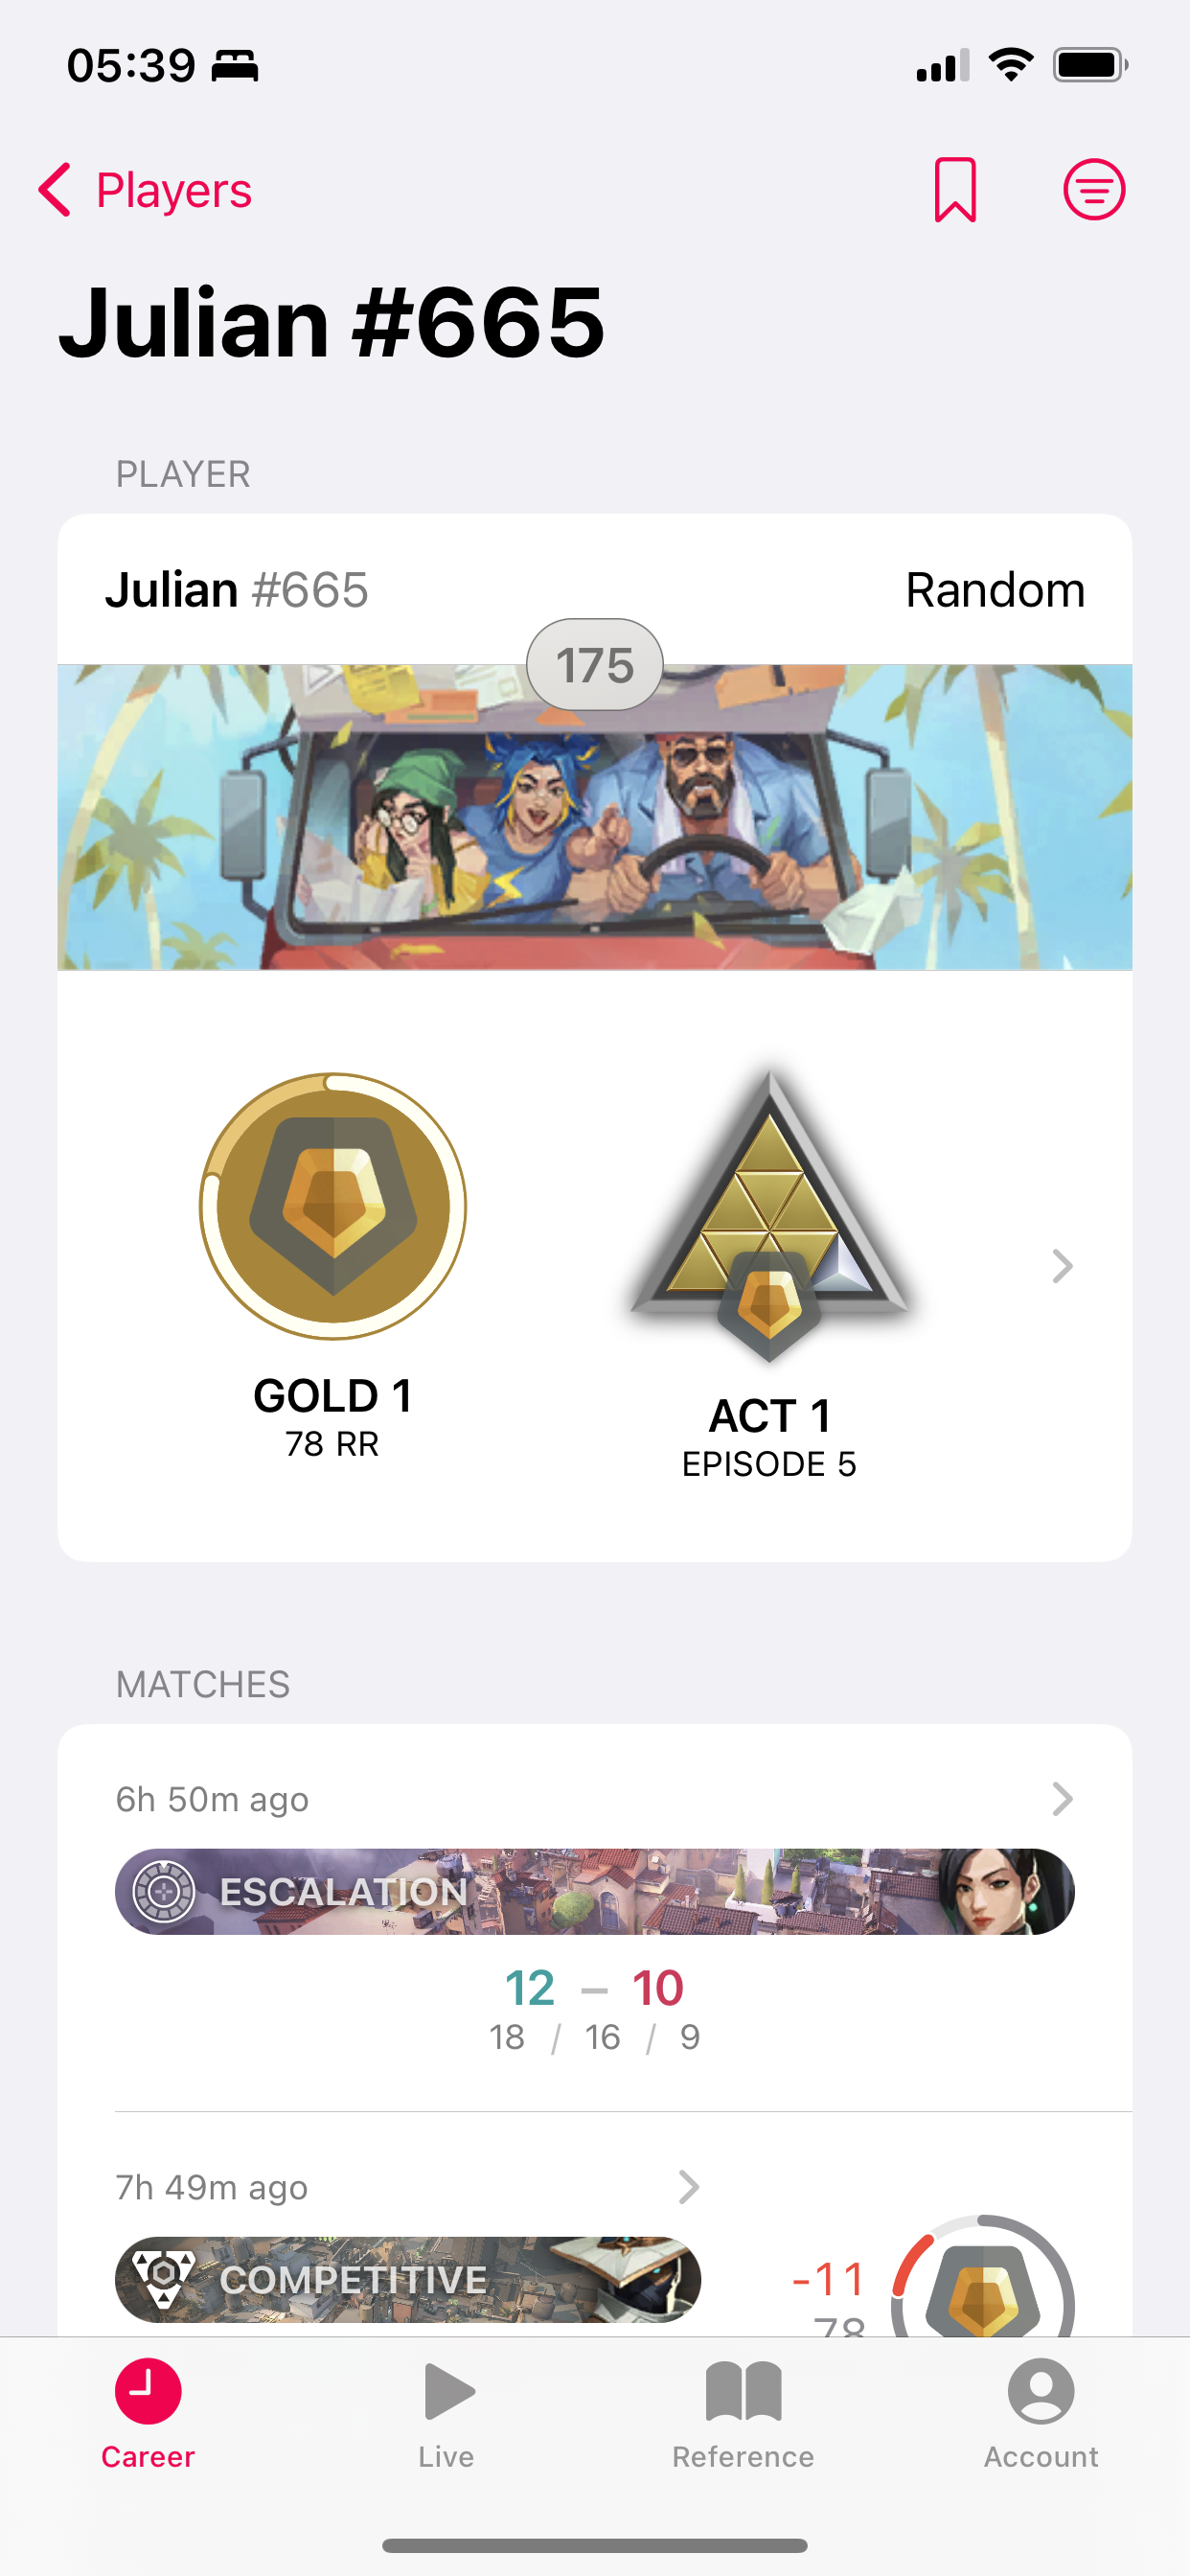 05:39
Players
Julian #665
PLAYER
Julian #665
Random
175
GOLD 1
78 RR
ACT 1
EPISODE 5
MATCHES
6h 50m ago
ESCALATION
12 – 10
18 / 16 / 9
7h 49m ago
COMPETITIVE
-11
78
Career
Live
Reference
Account